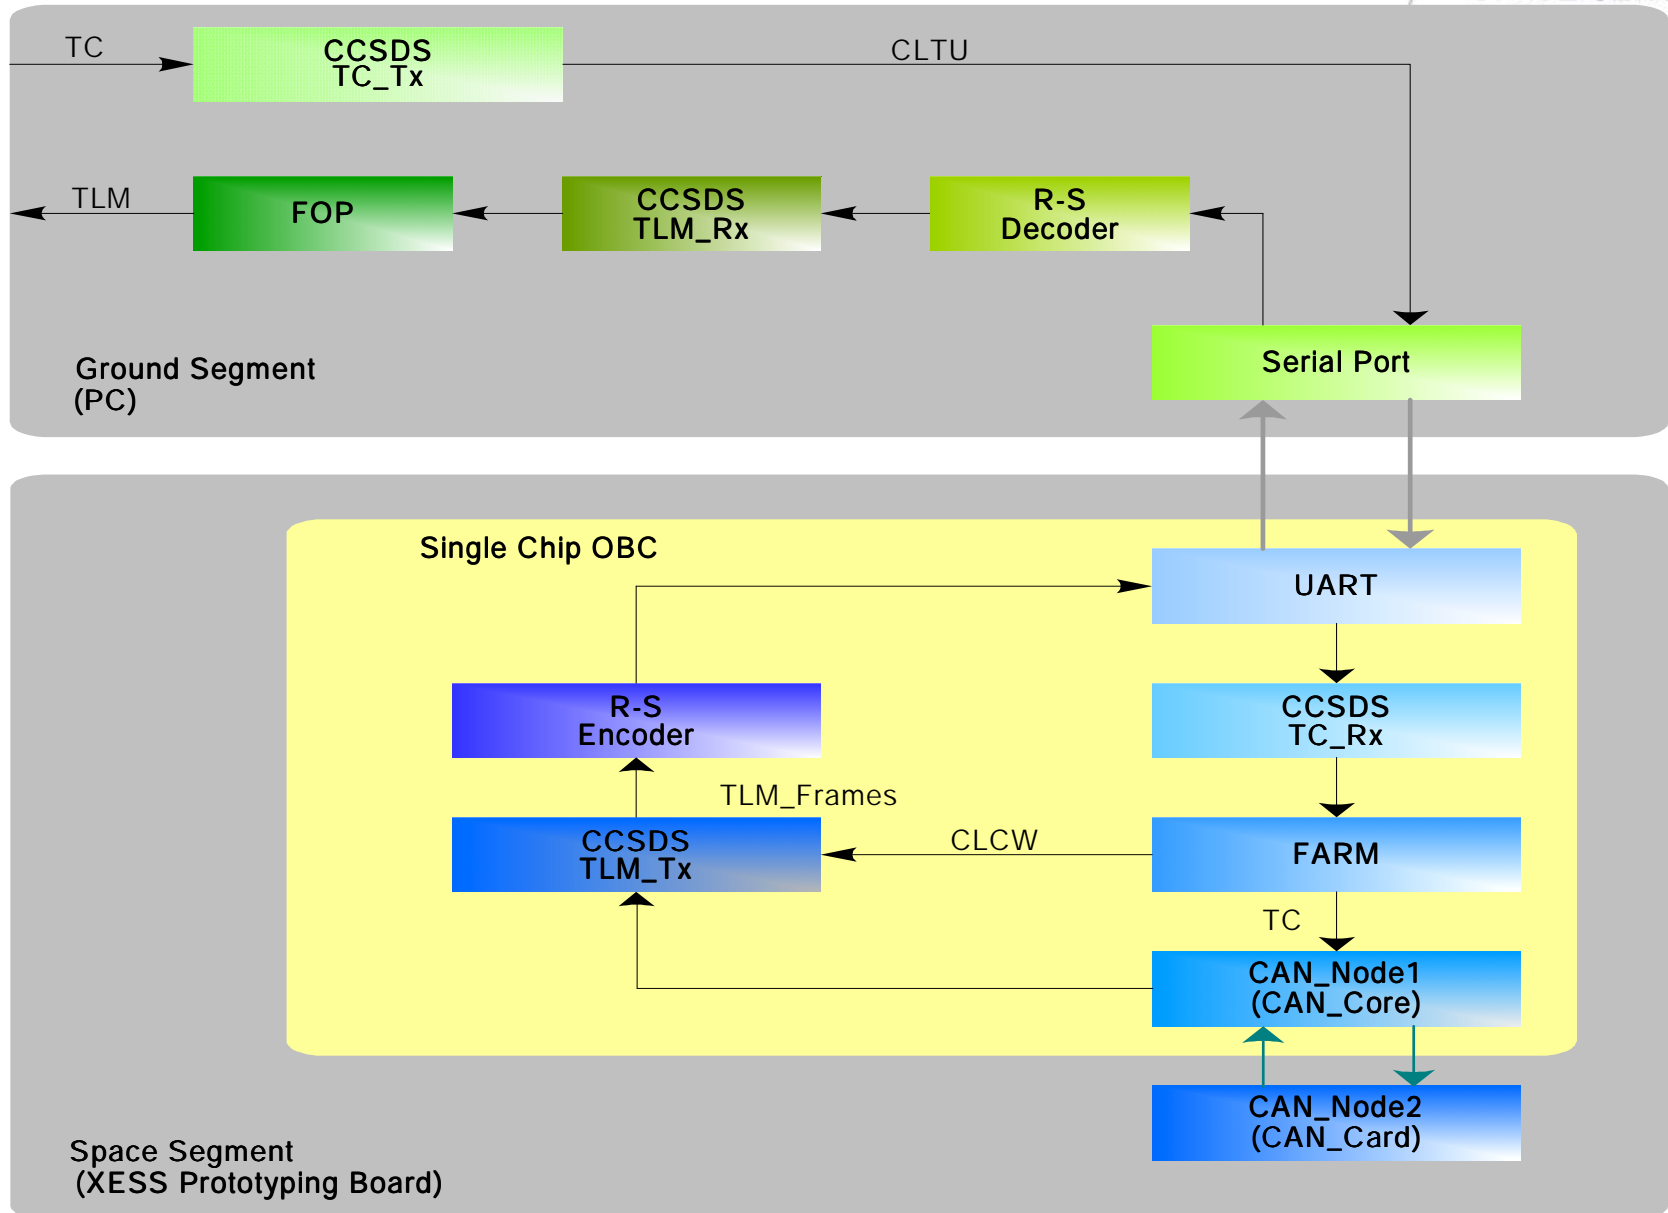 TC
CCSDS
TC_Tx
CLTU
TLM
FOP
CCSDS
TLM_Rx
R-S
Decoder
Serial Port
Ground Segment
(PC)
Single Chip OBC
UART
R-S
Encoder
CCSDS
TC_Rx
TLM_Frames
CCSDS
TLM_Tx
CLCW
FARM
TC
CAN_Node1
(CAN_Core)
CAN_Node2
(CAN_Card)
Space Segment
(XESS Prototyping Board)